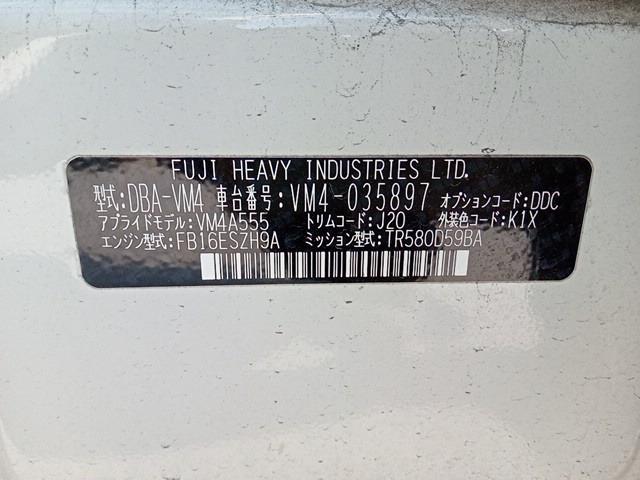 FUJI HEAVY INDUSTRIES LTD.
型式:DBA-VM4 車台番号:VM4-035897 オプションコード:DDC
アプライドモデル:VM4A555 トリムコード:J20 外装色コード:K1X
エンジン型式:FB16ESZH9A ミッション型式:TR580D59BA